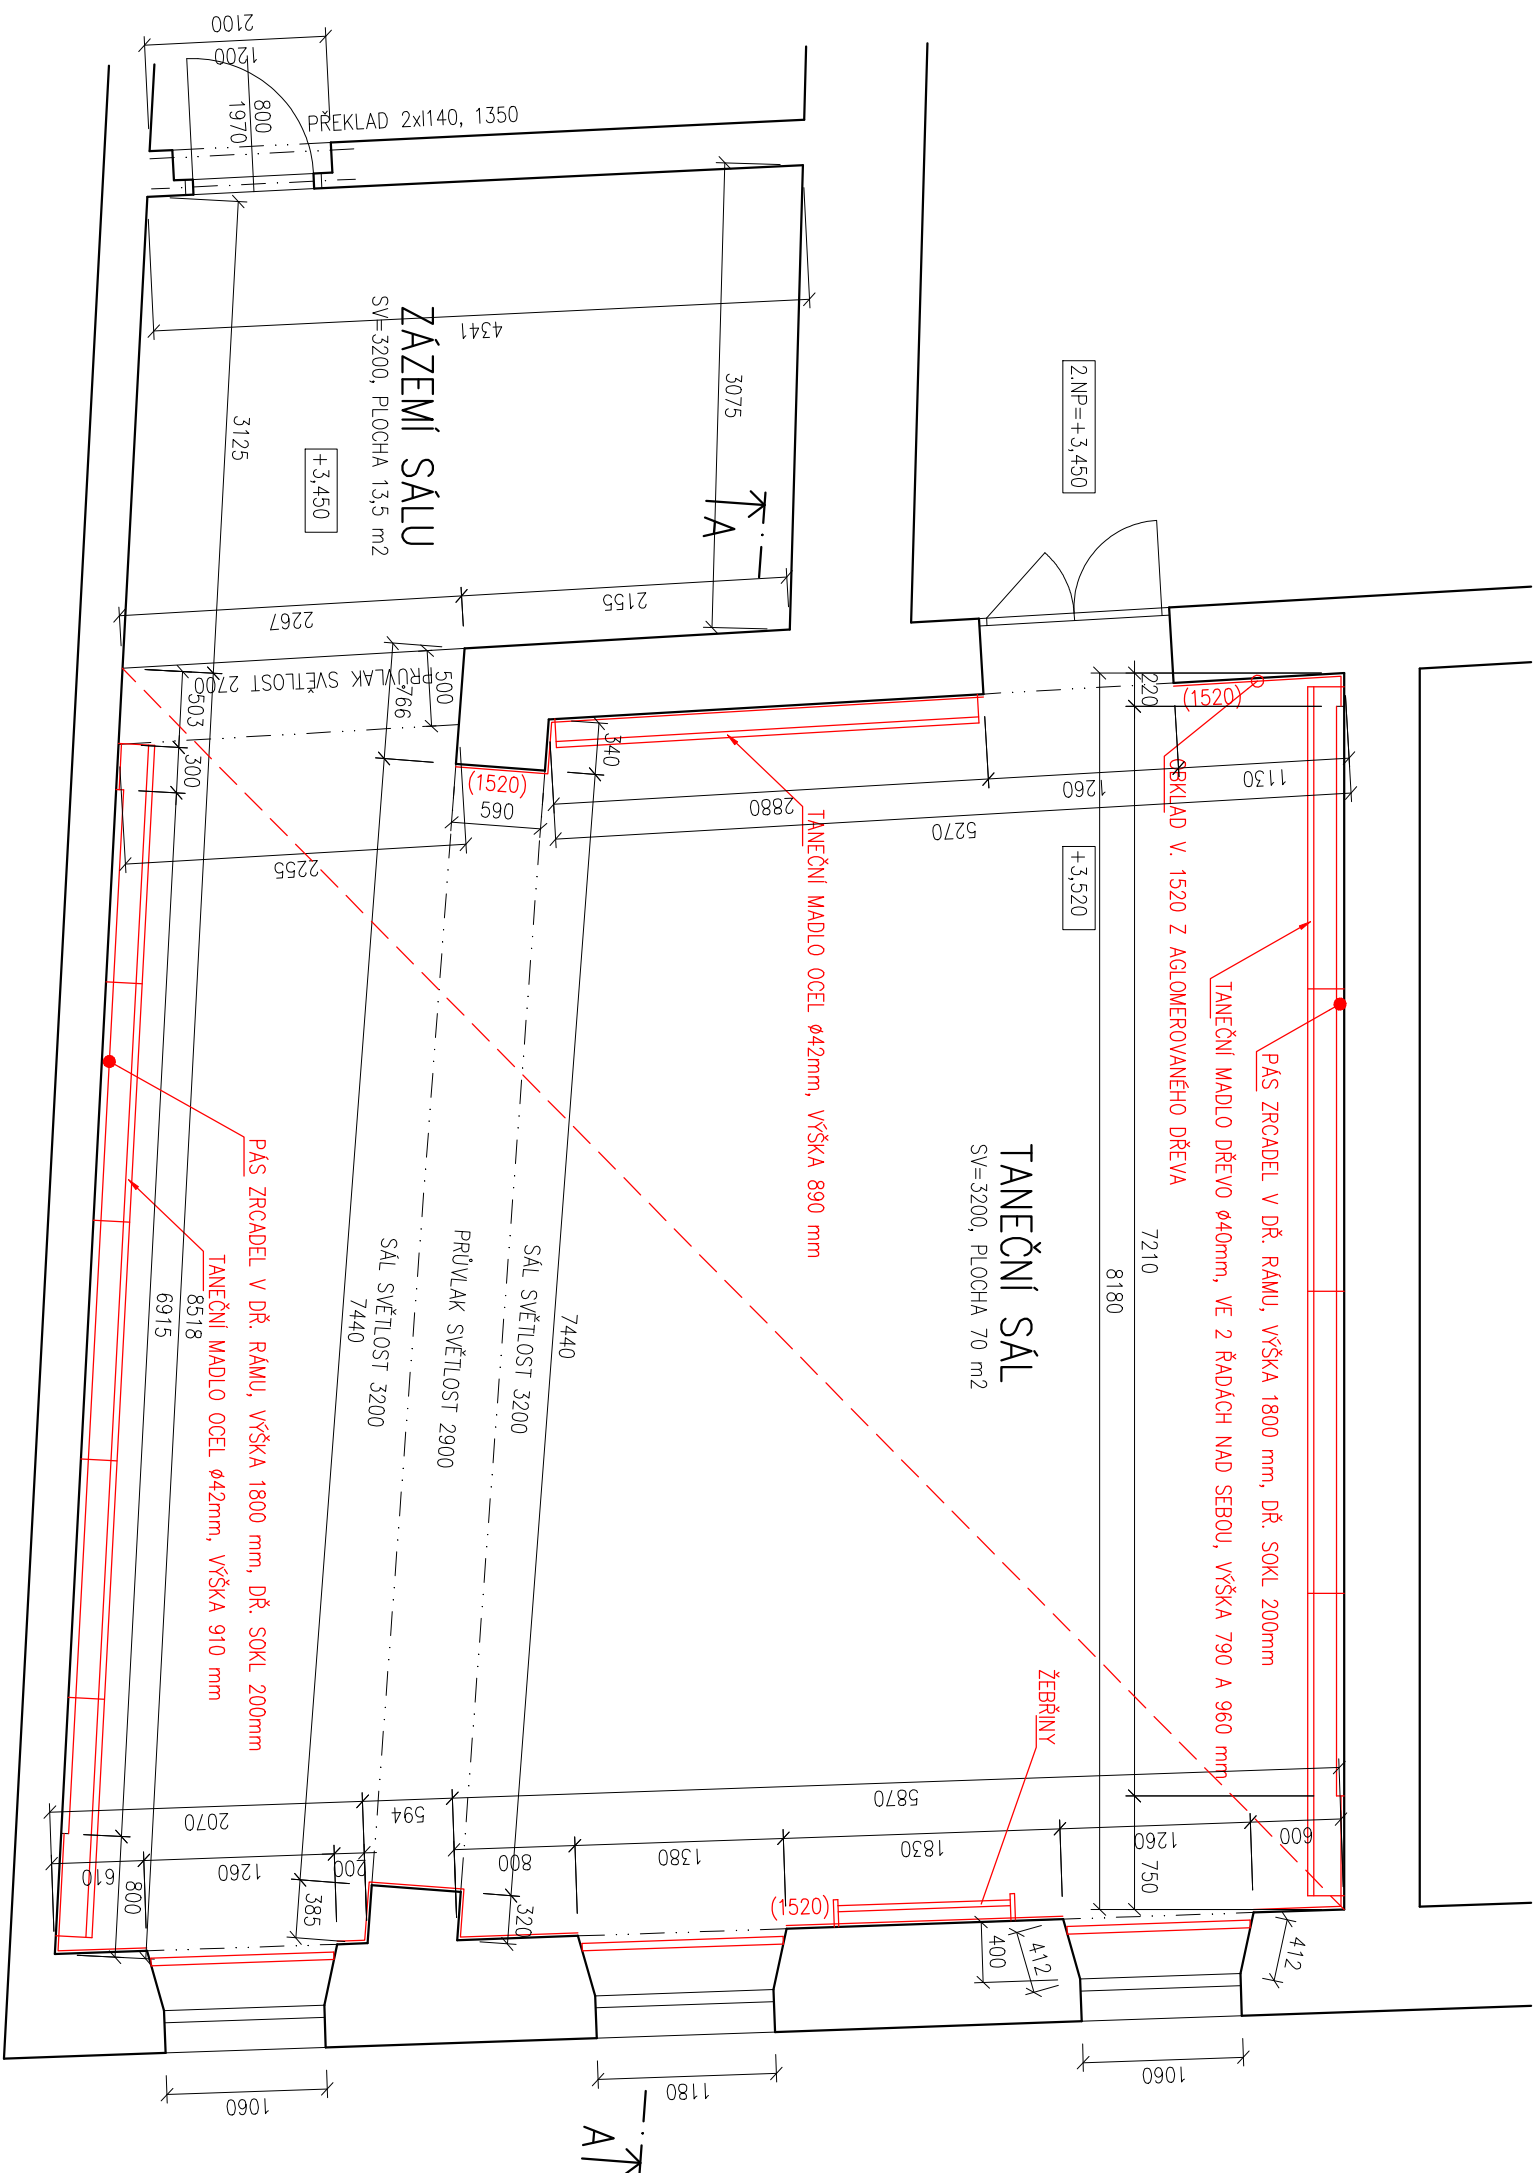 2100
1200
800
1970
PŘEKLAD 2xI140, 1350
ZÁZEMÍ SÁLU
SV=3200, PLOCHA 13,5 m2
+3,450
4341
3075
3125
A
2267
2155
2.NP=+3,450
PRŮVLAK SVĚTLOST 2700
503
300
766
500
340
(1520)
560
2255
2880
1260
1130
5270
220
(1520)
OBKLAD V. 1520 Z AGLOMEROVANÉHO DŘEVA
+3,520
TANEČNÍ MADLO OCEL ø42mm, VÝŠKA 890 mm
TANEČNÍ MADLO DŘEVO ø40mm, VE 2 ŘADÁCH NAD SEBOU, VÝŠKA 790 A 960 mm
PÁS ZRCADEL V DŘ. RÁMU, VÝŠKA 1800 mm, DŘ. SOKL 200mm
TANEČNÍ SÁL
SV=3200, PLOCHA 70 m2
7210
8180
7440
SÁL SVĚTLOST 3200
PRŮVLAK SVĚTLOST 2900
SÁL SVĚTLOST 3200
7440
PÁS ZRCADEL V DŘ. RÁMU, VÝŠKA 1800 mm, DŘ. SOKL 200mm
TANEČNÍ MADLO OCEL ø42mm, VÝŠKA 910 mm
8518
6915
ŽEBŘINY
2070
594
5870
610
800
1260
200
385
800
320
1380
1830
(1520)
1260
750
600
400
412
412
1060
1180
1060
A